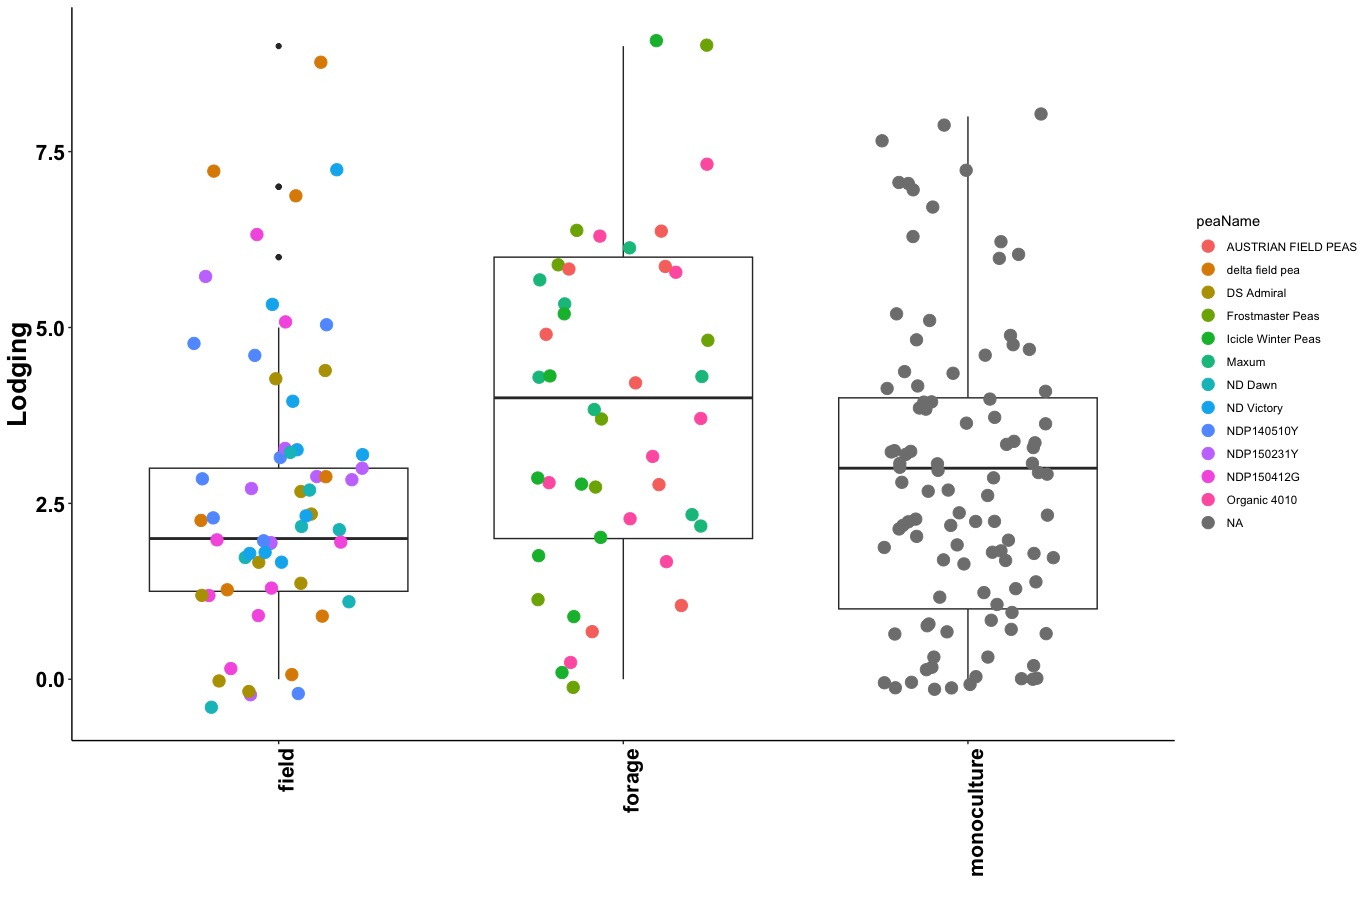 Lodging
7.5
5.0
2.5
0.0
field
forage
monoculture
peaName
AUSTRIAN FIELD PEAS
delta field pea
DS Admiral
Frostmaster Peas
Icicle Winter Peas
Maxum
ND Dawn
ND Victory
NDP140510Y
NDP150231Y
NDP150412G
Organic 4010
NA